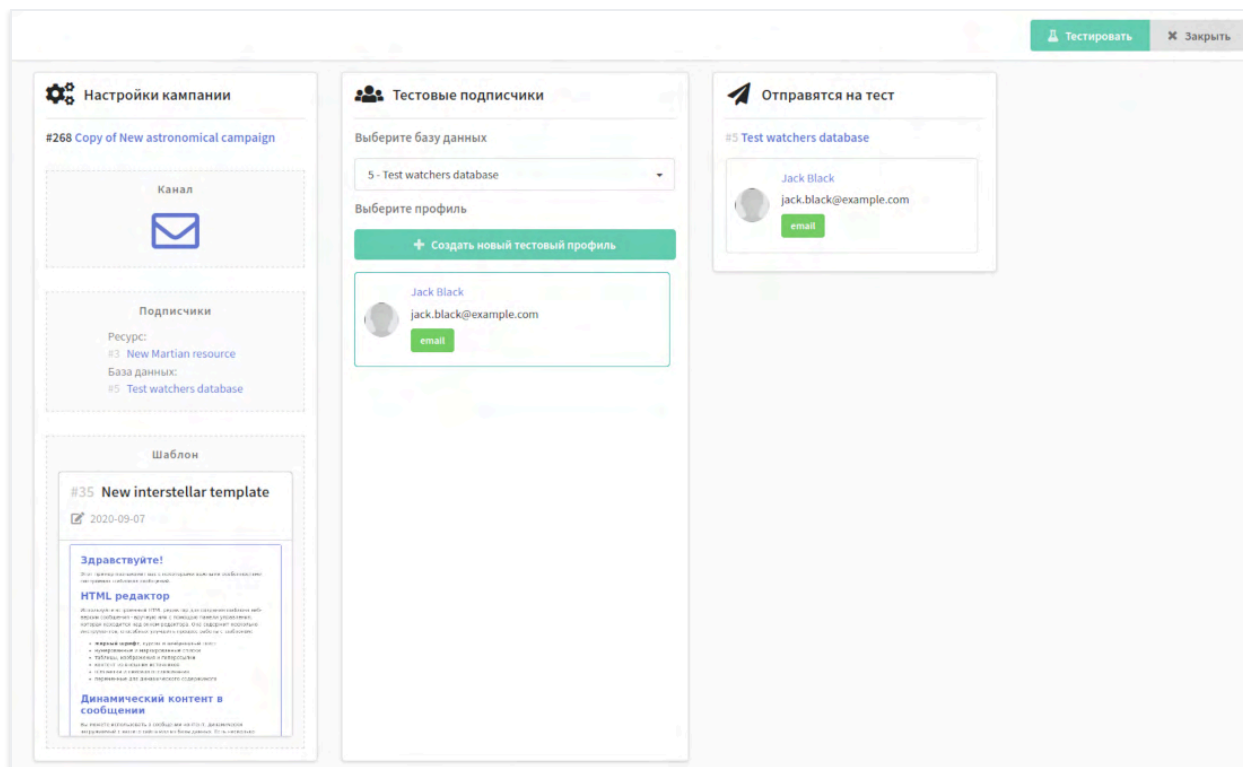 Тестировать
Закрыть
Настройки кампании
#268 Copy of New astronomical campaign
Канал
Подписчики
Ресурс:
#3 New Martian resource
База данных:
#5 Test watchers database
Шаблон
#35 New interstellar template
2020-09-07
Здравствуйте!
HTML редактор
Динамический контент в
сообщении
Тестовые подписчики
Выберите базу данных
5 - Test watchers database
Выберите профиль
Создать новый тестовый профиль
Jack Black
jack.black@example.com
email
Отправятся на тест
#5 Test watchers database
Jack Black
jack.black@example.com
email